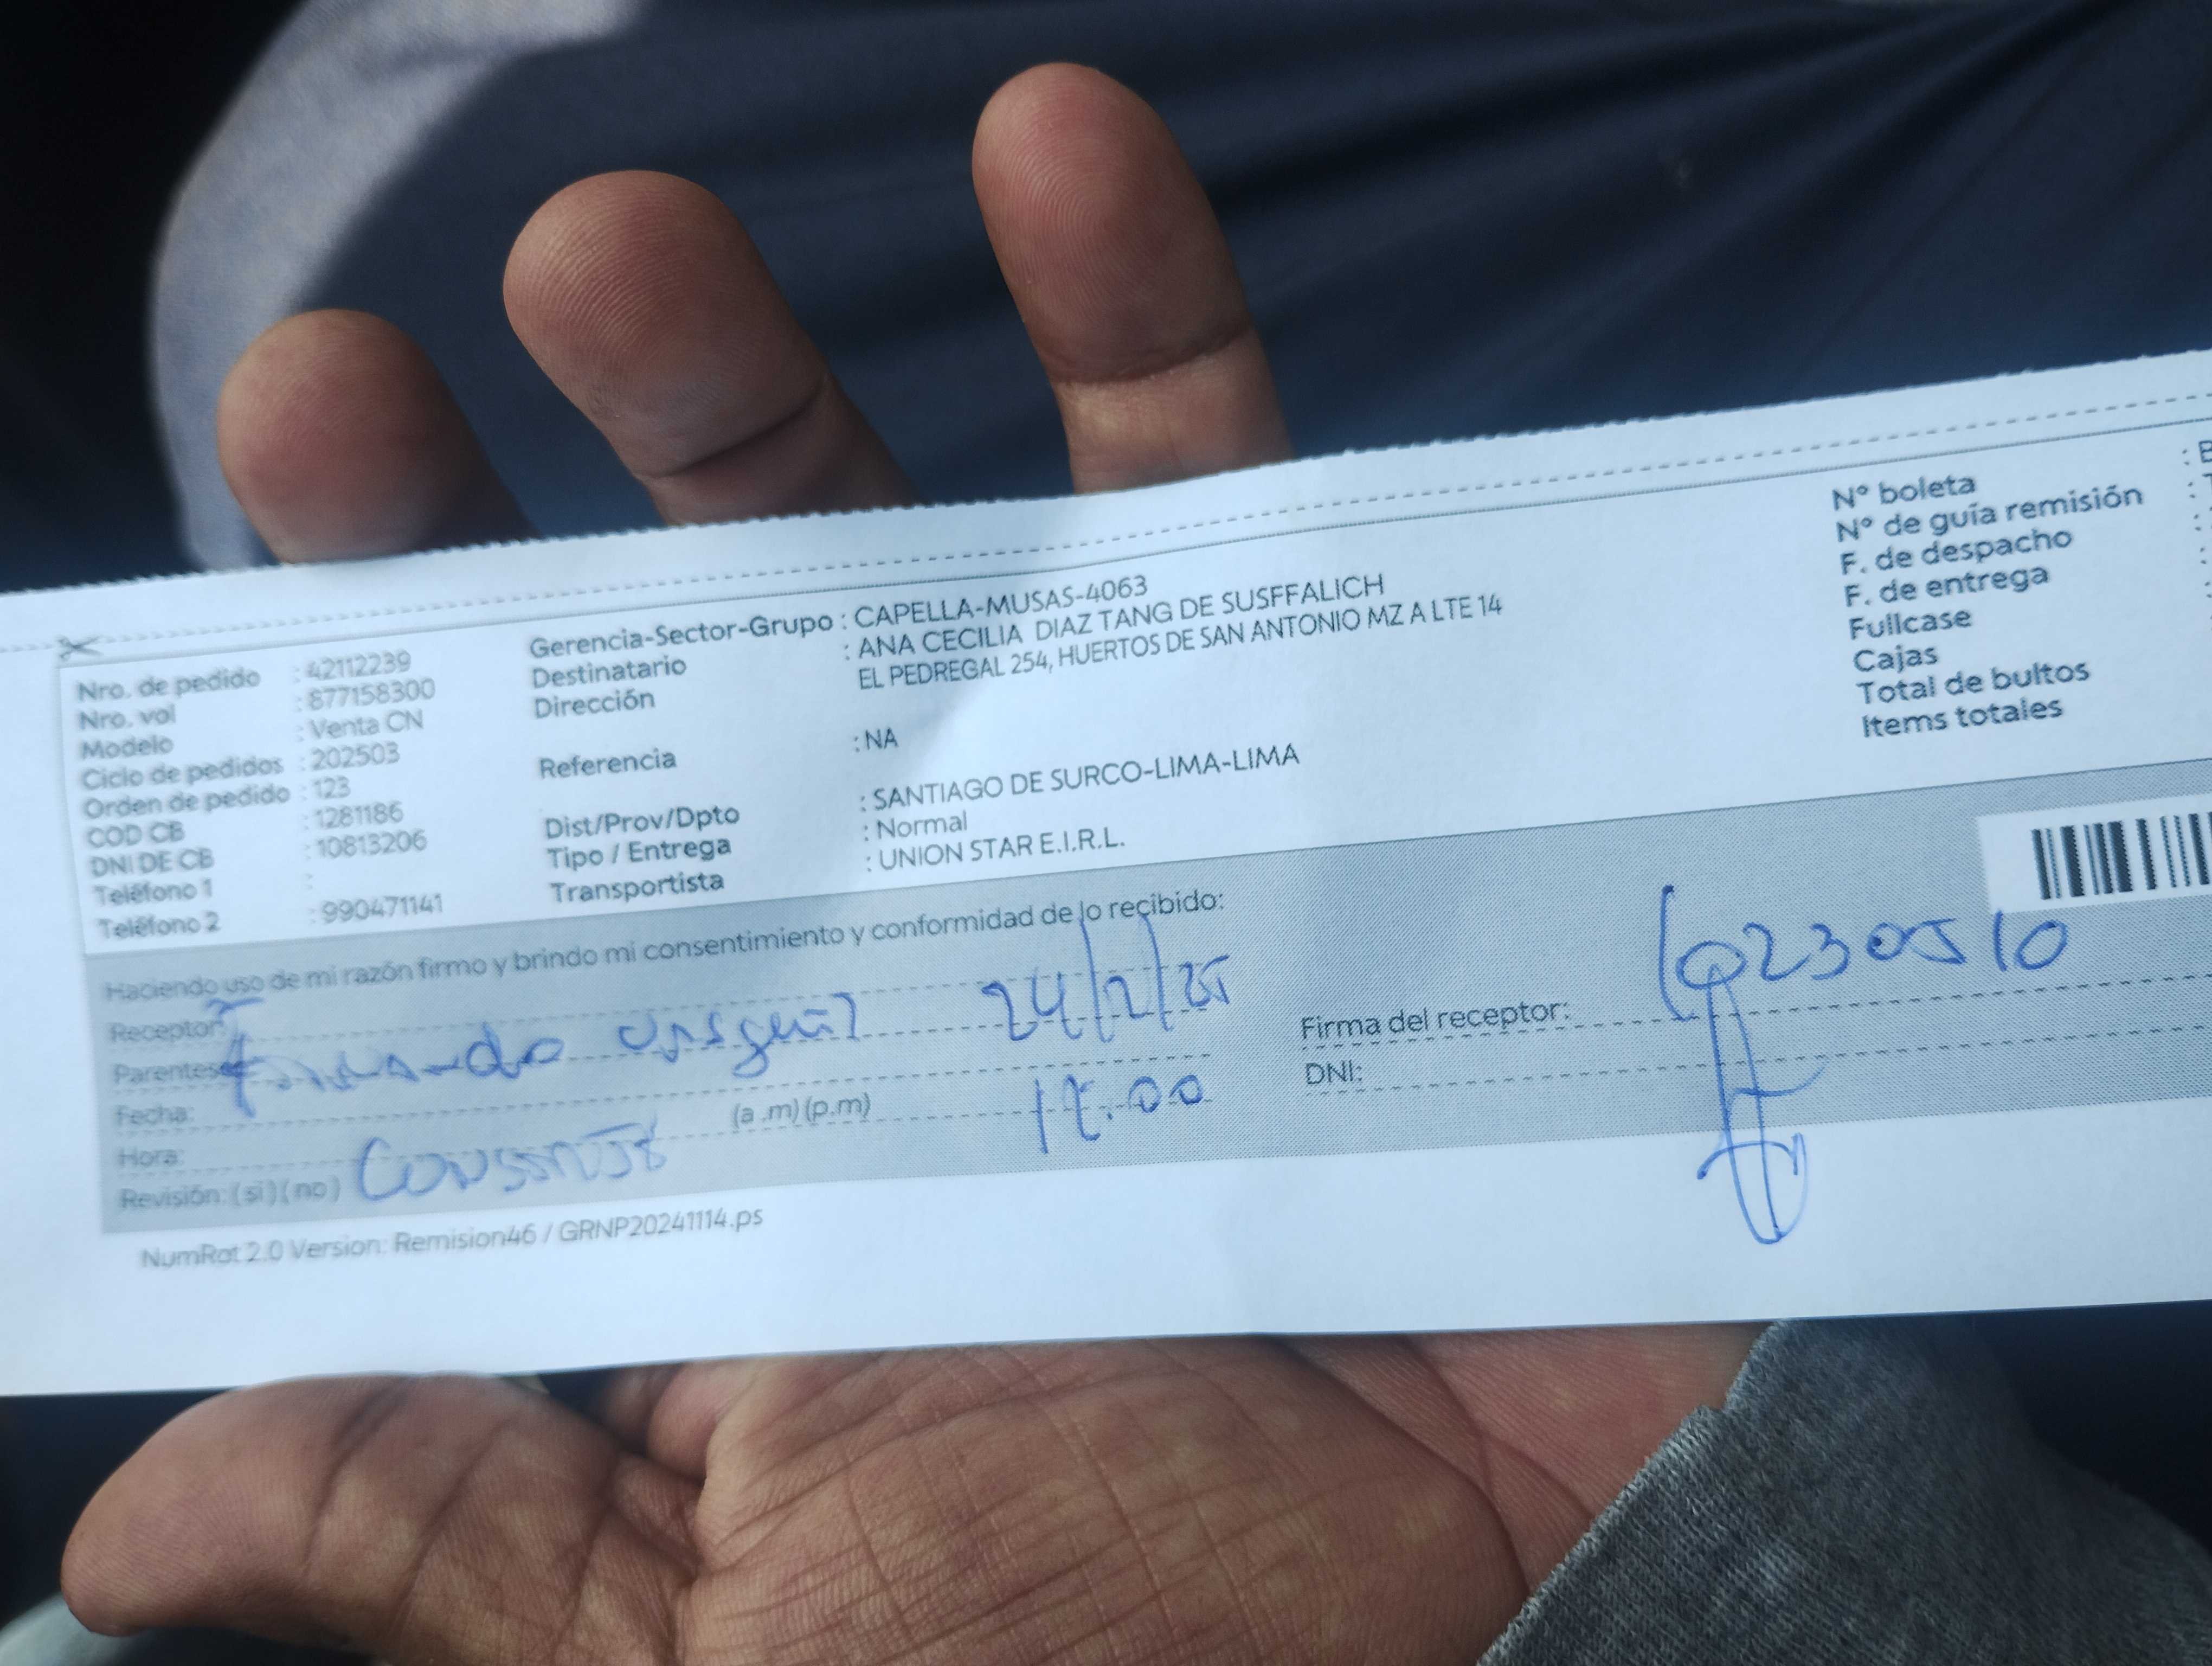 Nro. de pedido : 42112239
Nro. vol : 877158300
Modelo : Venta CN
Ciclo de pedidos : 202503
Orden de pedido : 123
COD CB : 1281186
DNI DE CB : 10813206
Teléfono 1 :
Teléfono 2 : 990471141
Gerencia-Sector-Grupo : CAPELLA-MUSAS-4063
Destinatario : ANA CECILIA DIAZ TANG DE SUSFFALICH
Dirección EL PEDREGAL 254, HUERTOS DE SAN ANTONIO MZ A LTE 14
Referencia : NA
Dist/Prov/Dpto : SANTIAGO DE SURCO-LIMA-LIMA
Tipo / Entrega : Normal
Transportista : UNION STAR E.I.R.L.
N° boleta :
N° de guía remisión :
F. de despacho :
F. de entrega :
Fullcase
Cajas
Total de bultos
Items totales
Haciendo uso de mi razón firmo y brindo mi consentimiento y conformidad de lo recibido:
Receptor: 24/2/25
Parentesco
Fecha: (a .m) (p.m)
Hora:
Revisión: (si) (no)
Firma del receptor: 230510
DNI:
NumRot 2.0 Version: Remision46 / GRNP20241114.ps